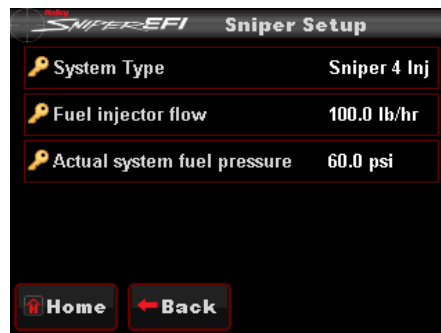 Holley
SNIPER EFI Sniper Setup
System Type Sniper 4 Inj
Fuel injector flow 100.0 lb/hr
Actual system fuel pressure 60.0 psi
Home Back